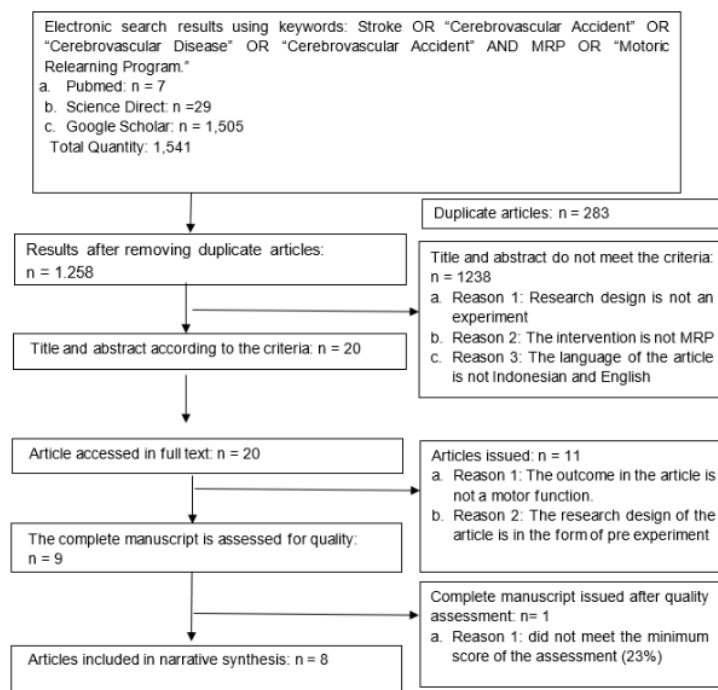 Electronic search results using keywords: Stroke OR “Cerebrovascular Accident” OR
“Cerebrovascular Disease” OR “Cerebrovascular Accident” AND MRP OR “Motoric
Relearning Program.”
a. Pubmed: n = 7
b. Science Direct: n =29
c. Google Scholar: n = 1,505
Total Quantity: 1,541
Duplicate articles: n = 283
Results after removing duplicate articles:
n = 1.258
Title and abstract do not meet the criteria:
n = 1238
a. Reason 1: Research design is not an
experiment
b. Reason 2: The intervention is not MRP
c. Reason 3: The language of the article
is not Indonesian and English
Title and abstract according to the criteria: n = 20
Article accessed in full text: n = 20
Articles issued: n = 11
a. Reason 1: The outcome in the article is
not a motor function.
b. Reason 2: The research design of the
article is in the form of pre experiment
The complete manuscript is assessed for quality:
n = 9
Complete manuscript issued after quality
assessment: n= 1
a. Reason 1: did not meet the minimum
score of the assessment (23%)
Articles included in narrative synthesis: n = 8